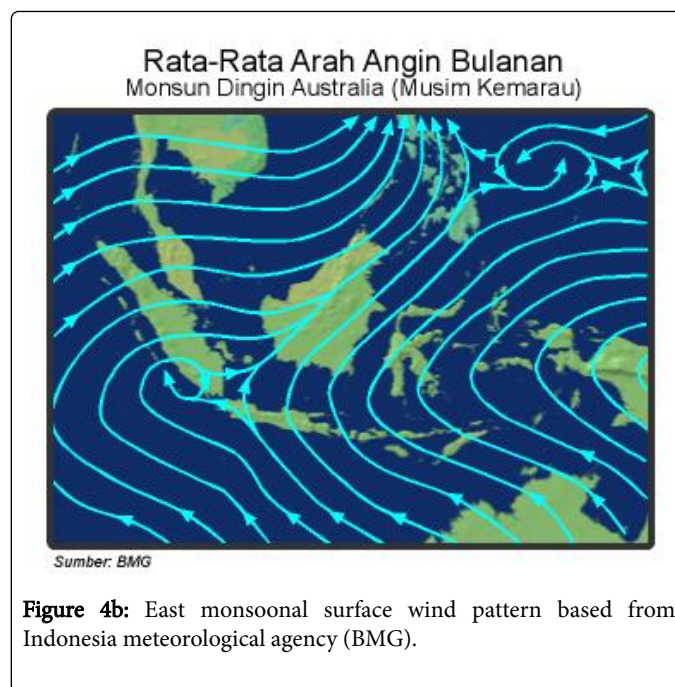 Rata-Rata Arah Angin Bulanan
Monsun Dingin Australia (Musim Kemarau)
Sumber: BMG
Figure 4b: East monsoonal surface wind pattern based from
Indonesia meteorological agency (BMG).